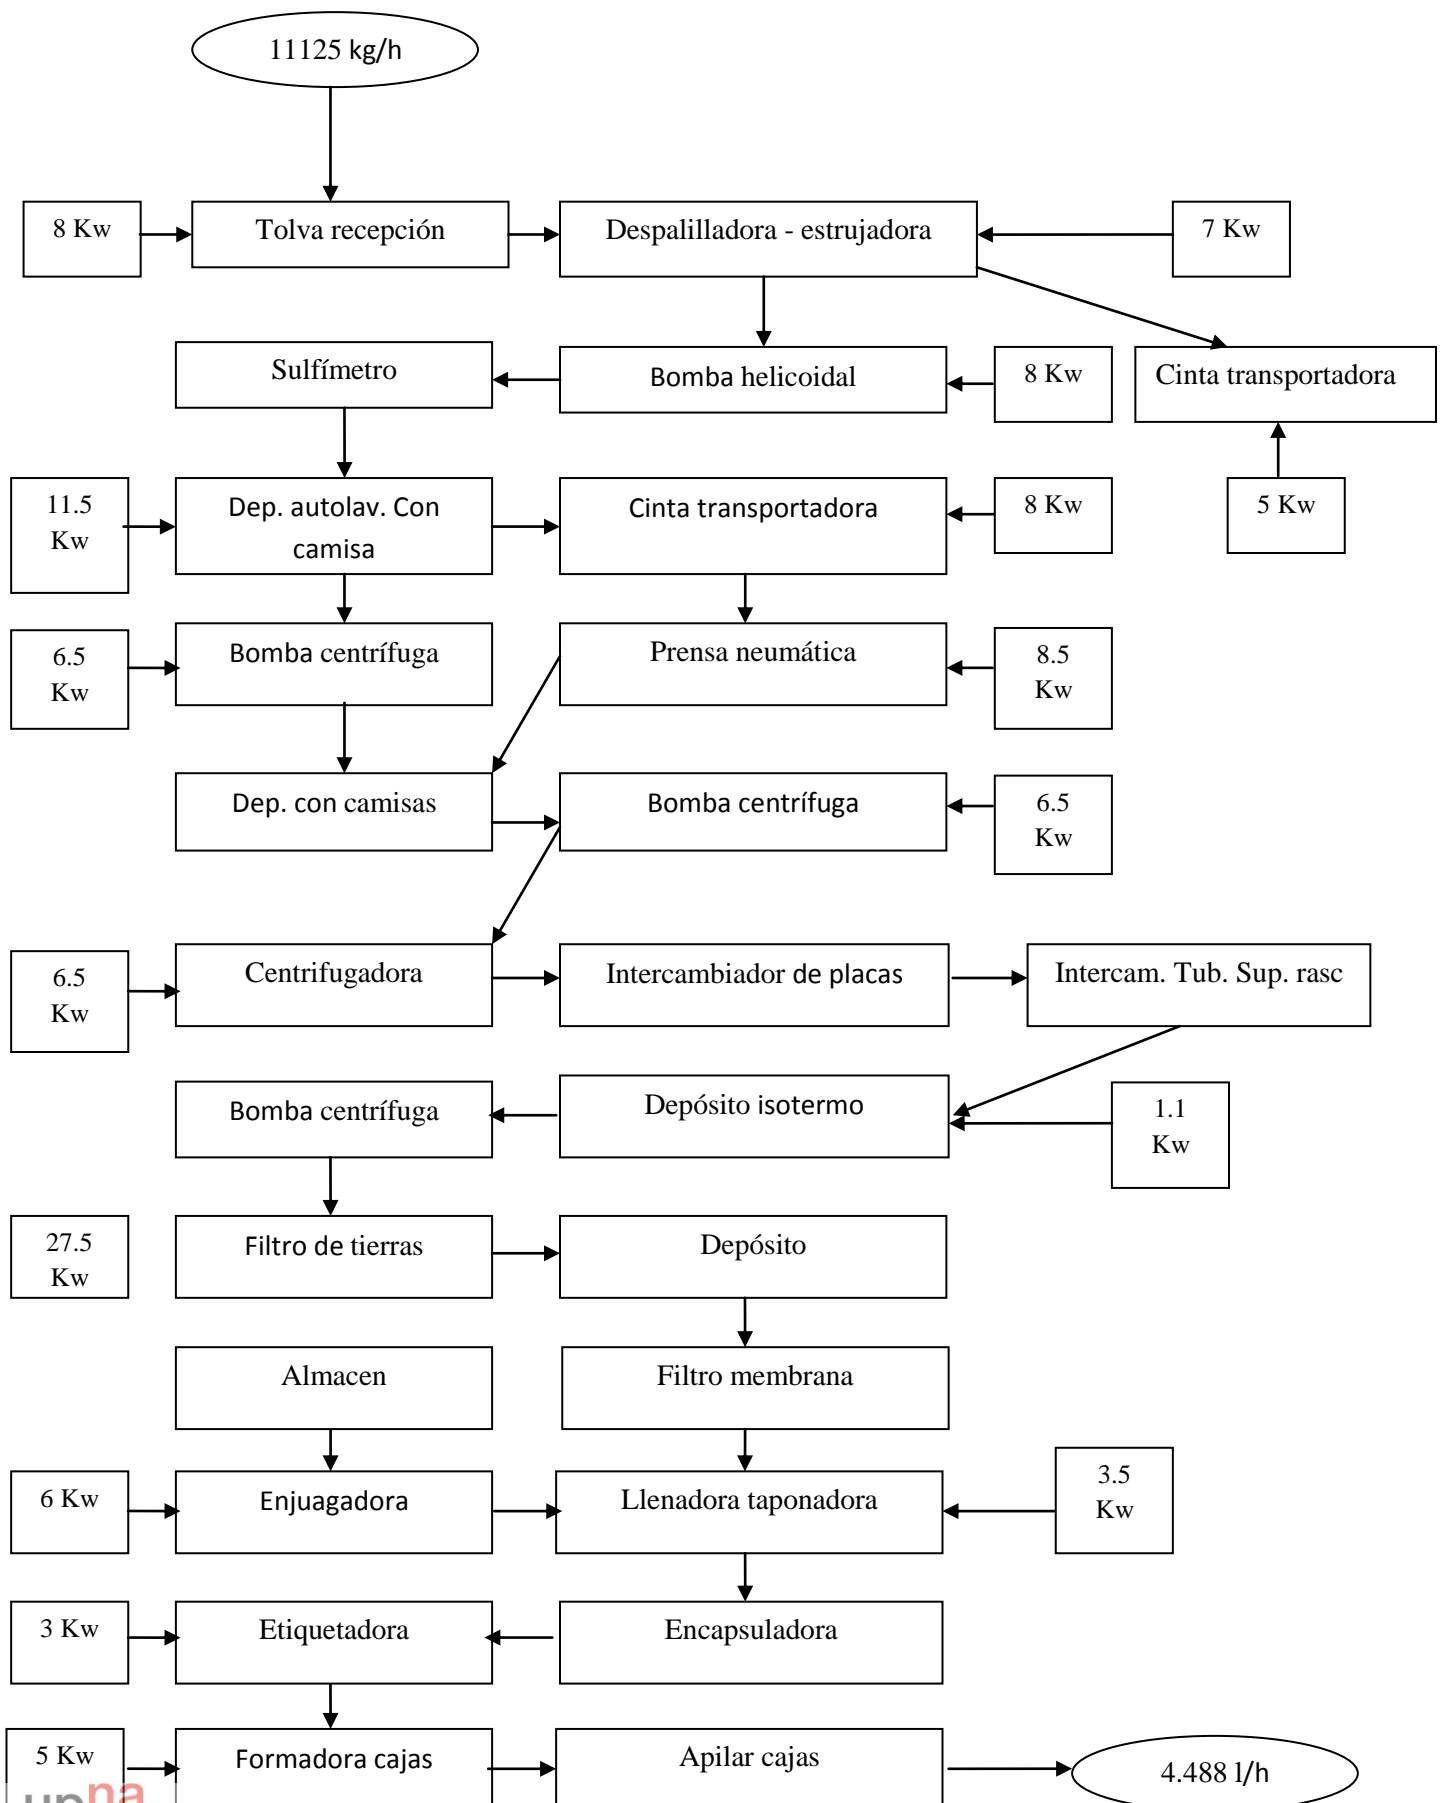 11125 kg/h
8 Kw
Tolva recepción
Despalilladora - estrujadora
7 Kw
Sulfímetro
Bomba helicoidal
8 Kw
Cinta transportadora
11.5
Kw
Dep. autolav. Con
camisa
Cinta transportadora
8 Kw
5 Kw
6.5
Kw
Bomba centrífuga
Prensa neumática
8.5
Kw
Dep. con camisas
Bomba centrífuga
6.5
Kw
6.5
Kw
Centrifugadora
Intercambiador de placas
Intercam. Tub. Sup. rasc
Bomba centrífuga
Depósito isotermo
1.1
Kw
27.5
Kw
Filtro de tierras
Depósito
Almacen
Filtro membrana
6 Kw
Enjuagadora
Llenadora taponadora
3.5
Kw
3 Kw
Etiquetadora
Encapsuladora
5 Kw
Formadora cajas
Apilar cajas
4.488 l/h
upna